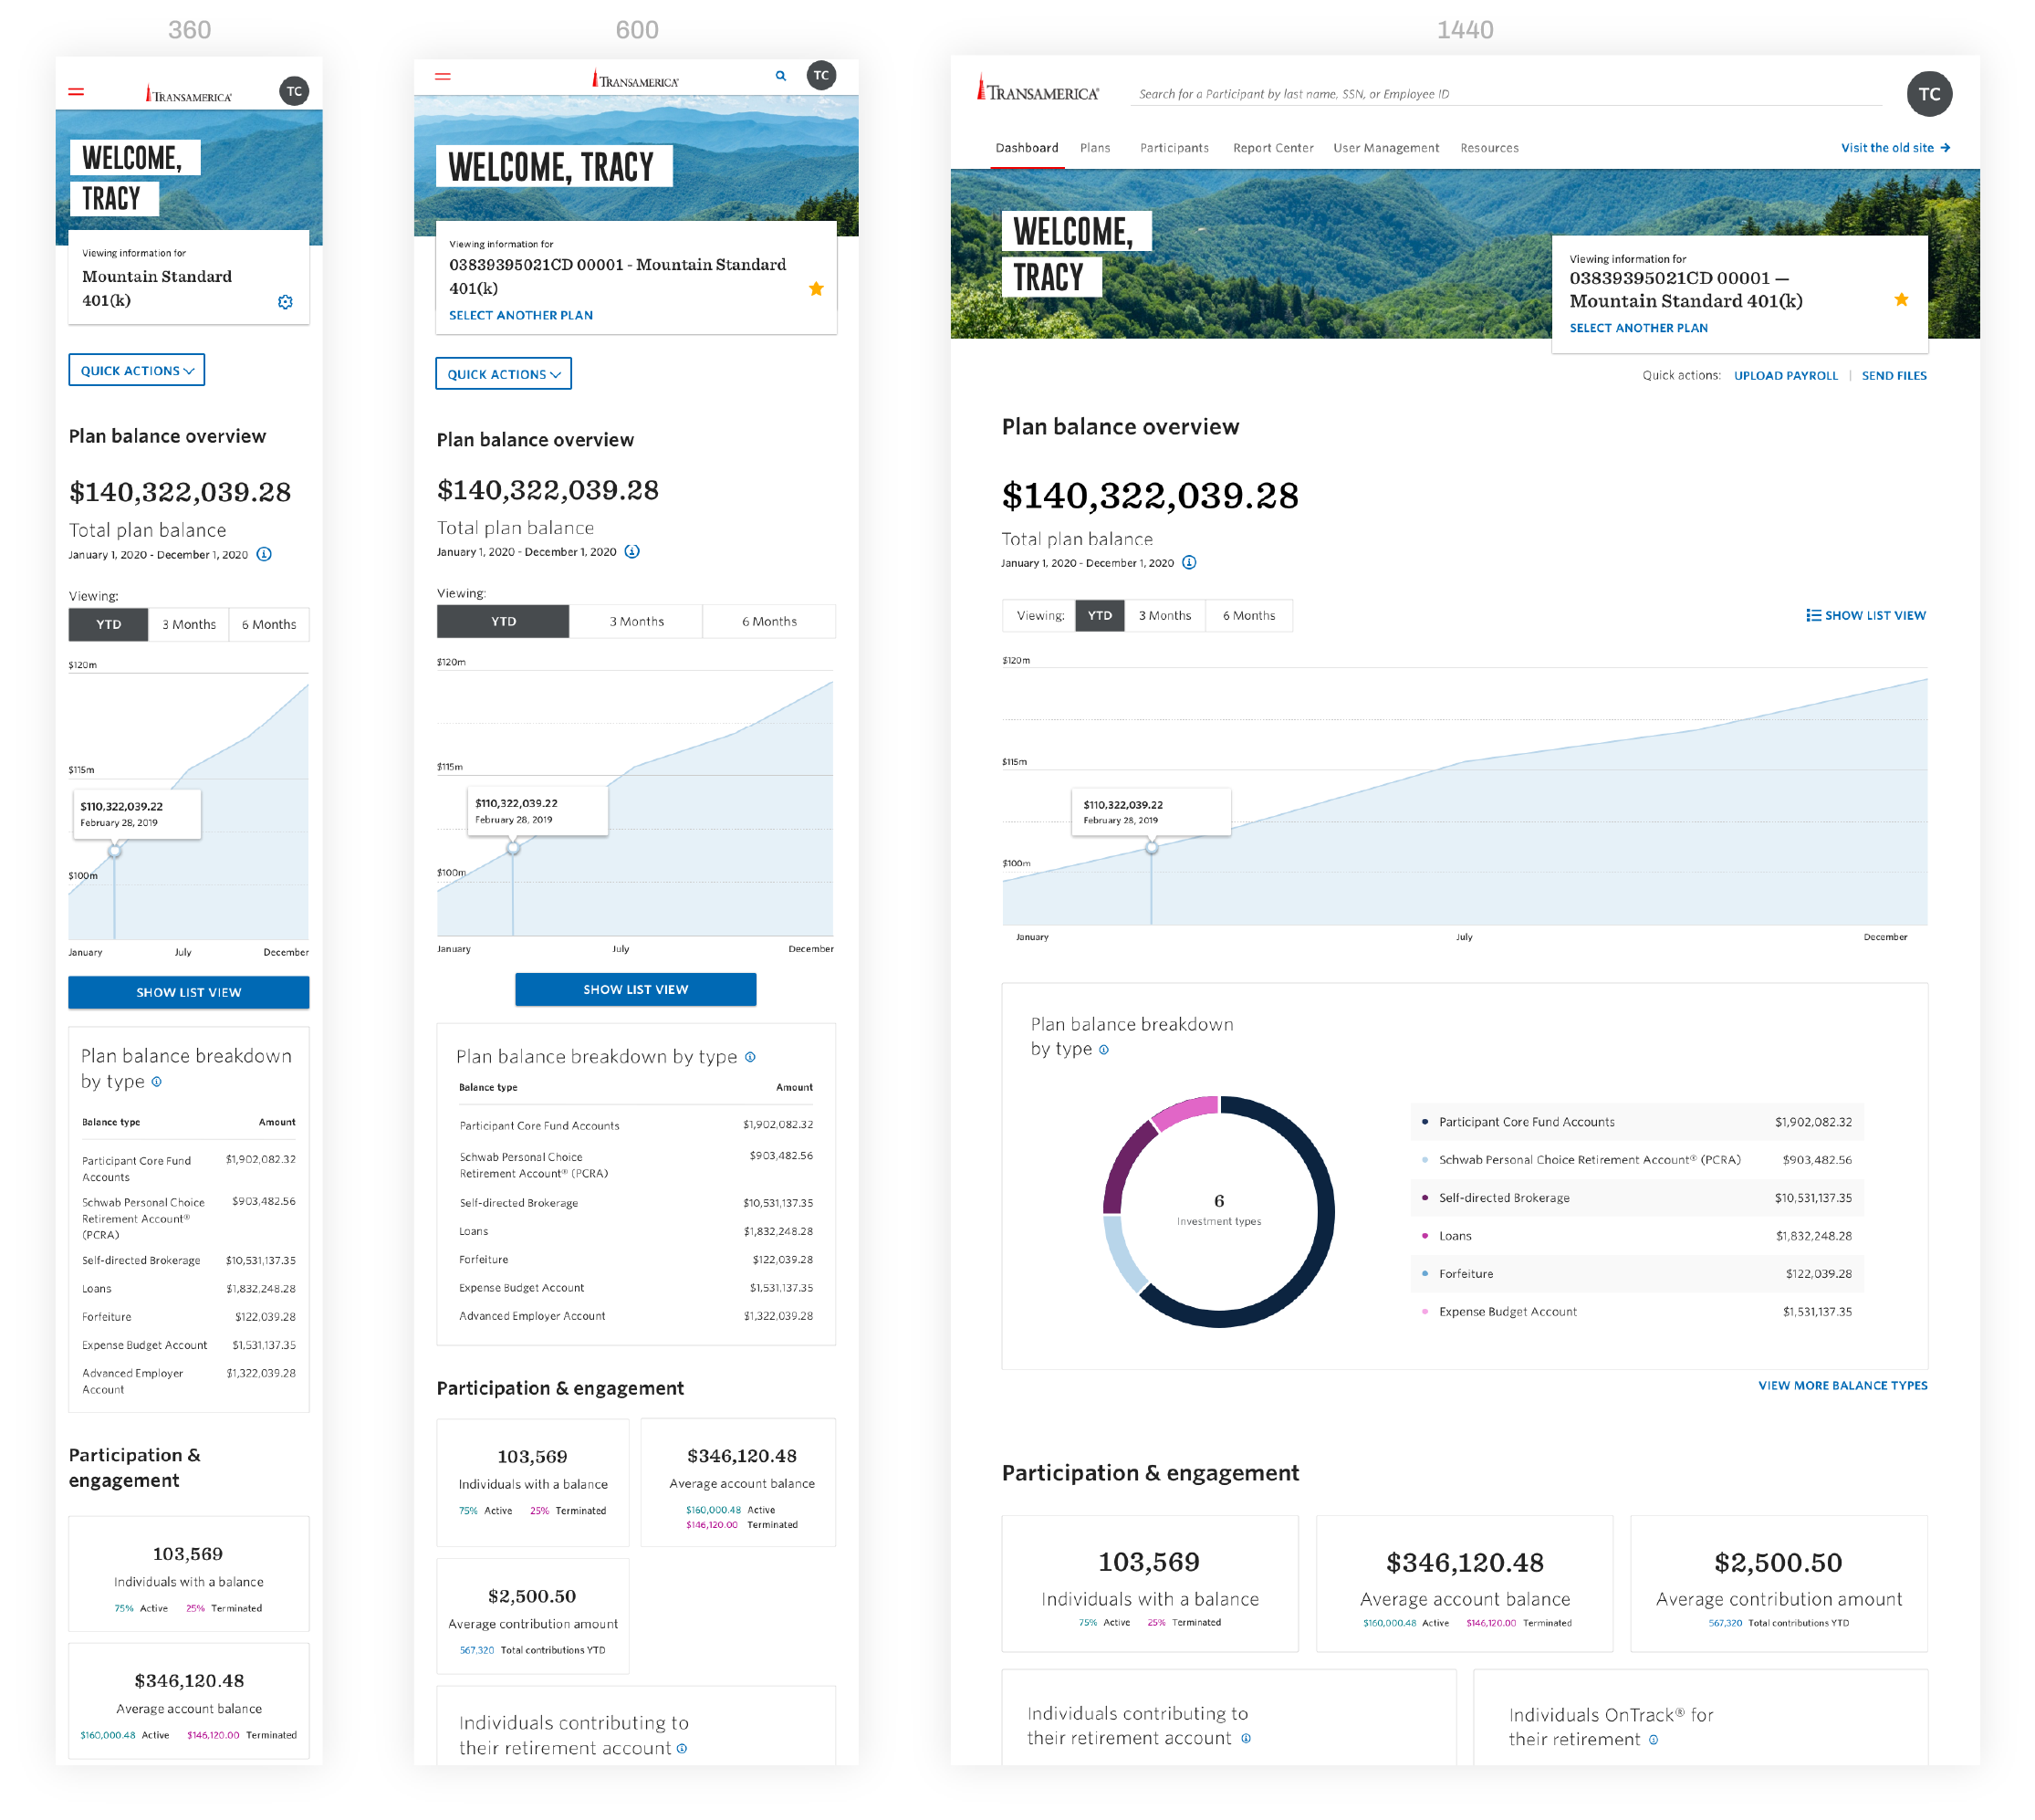 360
TRANSAMERICA
TC
WELCOME,
TRACY
Viewing information for
Mountain Standard
401(k)
QUICK ACTIONS
Plan balance overview
$140,322,039.28
Total plan balance
January 1, 2020 - December 1, 2020
Viewing:
YTD 3 Months 6 Months
$120m
$115m
$110,322,039.22
February 28, 2019
$100m
January July December
SHOW LIST VIEW
Plan balance breakdown
by type
Balance type Amount
Participant Core Fund $1,902,082.32
Accounts
Schwab Personal Choice $903,482.56
Retirement Account®
(PCRA)
Self-directed Brokerage $10,531,137.35
Loans $1,832,248.28
Forfeiture $122,039.28
Expense Budget Account $1,531,137.35
Advanced Employer $1,322,039.28
Account
Participation &
engagement
103,569
Individuals with a balance
75% Active 25% Terminated
$346,120.48
Average account balance
$160,000.48 Active $146,120.00 Terminated
600
TRANSAMERICA
TC
WELCOME, TRACY
Viewing information for
03839395021CD 00001 - Mountain Standard
401(k)
SELECT ANOTHER PLAN
QUICK ACTIONS
Plan balance overview
$140,322,039.28
Total plan balance
January 1, 2020 - December 1, 2020
Viewing:
YTD 3 Months 6 Months
$120m
$115m
$110,322,039.22
February 28, 2019
$100m
January July December
SHOW LIST VIEW
Plan balance breakdown by type
Balance type Amount
Participant Core Fund Accounts $1,902,082.32
Schwab Personal Choice $903,482.56
Retirement Account® (PCRA)
Self-directed Brokerage $10,531,137.35
Loans $1,832,248.28
Forfeiture $122,039.28
Expense Budget Account $1,531,137.35
Advanced Employer Account $1,322,039.28
Participation & engagement
103,569
Individuals with a balance
75% Active 25% Terminated
$346,120.48
Average account balance
$160,000.48 Active
$146,120.00 Terminated
$2,500.50
Average contribution amount
567,320 Total contributions YTD
Individuals contributing to
their retirement account
1440
TRANSAMERICA®
Search for a Participant by last name, SSN, or Employee ID
TC
Dashboard Plans Participants Report Center User Management Resources Visit the old site →
WELCOME,
TRACY
Viewing information for
03839395021CD 00001 —
Mountain Standard 401(k)
SELECT ANOTHER PLAN
Quick actions: UPLOAD PAYROLL | SEND FILES
Plan balance overview
$140,322,039.28
Total plan balance
January 1, 2020 - December 1, 2020
Viewing: YTD 3 Months 6 Months
SHOW LIST VIEW
$120m
$115m
$110,322,039.22
February 28, 2019
$100m
January July December
Plan balance breakdown
by type
6
Investment types
Participant Core Fund Accounts $1,902,082.32
Schwab Personal Choice Retirement Account® (PCRA) $903,482.56
Self-directed Brokerage $10,531,137.35
Loans $1,832,248.28
Forfeiture $122,039.28
Expense Budget Account $1,531,137.35
VIEW MORE BALANCE TYPES
Participation & engagement
103,569
Individuals with a balance
75% Active 25% Terminated
$346,120.48
Average account balance
$160,000.48 Active $146,120.00 Terminated
$2,500.50
Average contribution amount
567,320 Total contributions YTD
Individuals contributing to
their retirement account
Individuals OnTrack® for
their retirement